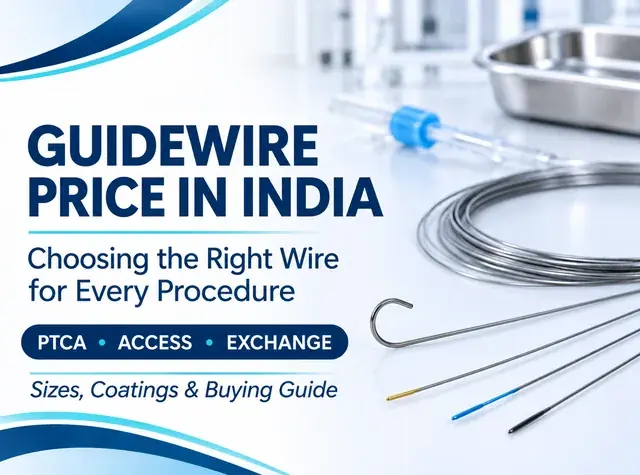 GUIDEWIRE
PRICE IN INDIA
Choosing the Right Wire
for Every Procedure
PTCA • ACCESS • EXCHANGE
Sizes, Coatings & Buying Guide